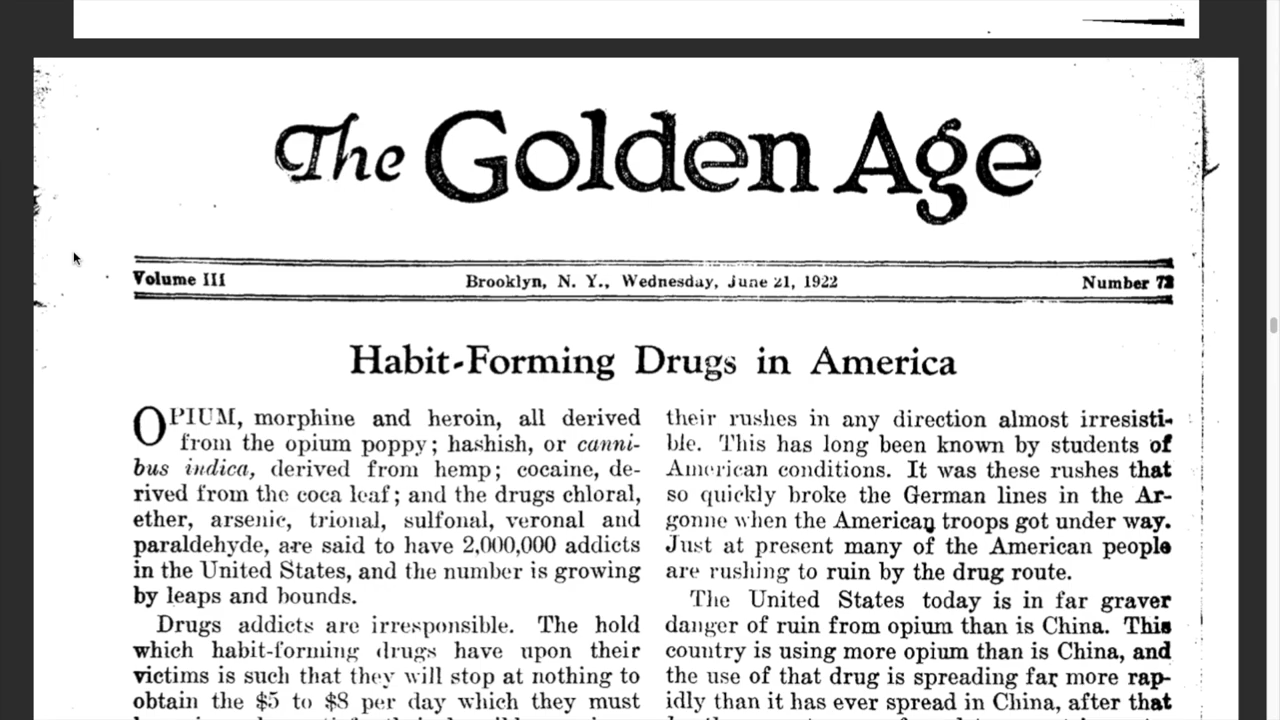 The Golden Age
Volume III
Brooklyn, N. Y., Wednesday, June 21, 1922
Number 72
Habit-Forming Drugs in America
OPIUM, morphine and heroin, all derived
from the opium poppy; hashish, or canni-
bus indica, derived from hemp; cocaine, de-
rived from the coca leaf; and the drugs chloral,
ether, arsenic, trional, sulfonal, veronal and
paraldehyde, are said to have 2,000,000 addicts
in the United States, and the number is growing
by leaps and bounds.
Drugs addicts are irresponsible. The hold
which habit-forming drugs have upon their
victims is such that they will stop at nothing to
obtain the $5 to $8 per day which they must
their rushes in any direction almost irresisti-
ble. This has long been known by students of
American conditions. It was these rushes that
so quickly broke the German lines in the Ar-
gonne when the American troops got under way.
Just at present many of the American people
are rushing to ruin by the drug route.
The United States today is in far graver
danger of ruin from opium than is China. This
country is using more opium than is China, and
the use of that drug is spreading far more rap-
idly than it has ever spread in China, after that